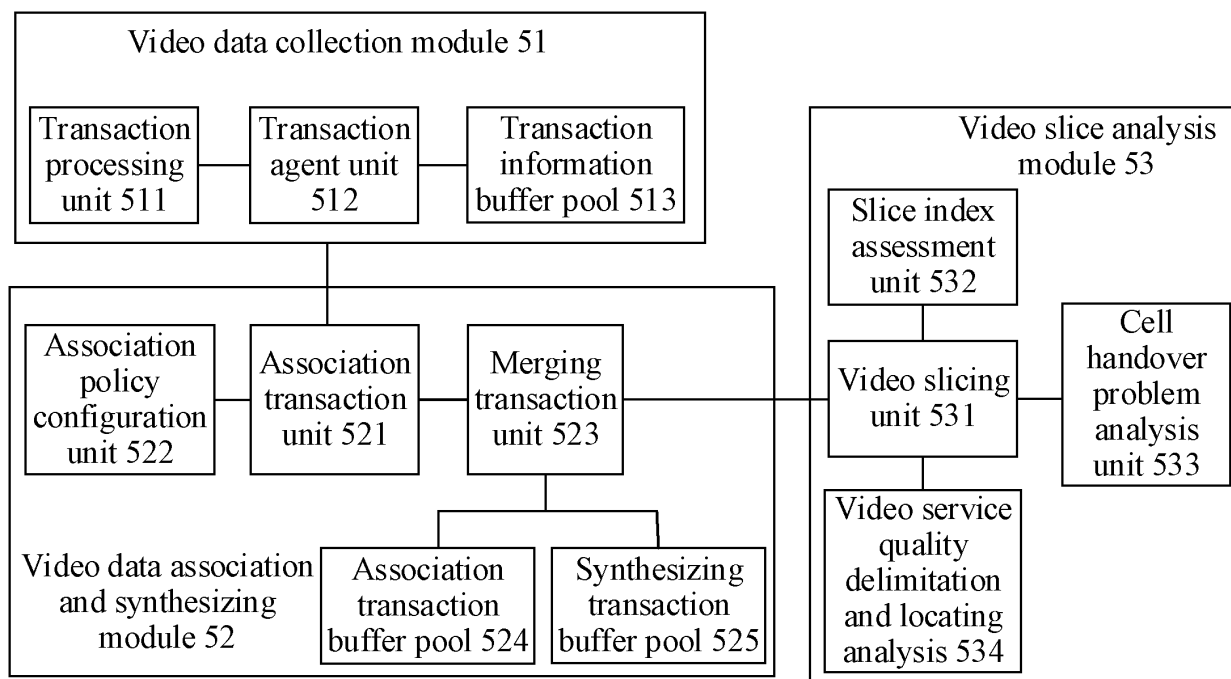 Video data collection module 51
Transaction
processing
unit 511
Transaction
agent unit
512
Transaction
information
buffer pool 513
Video slice analysis
module 53
Slice index
assessment
unit 532
Association
policy
configuration
unit 522
Association
transaction
unit 521
Merging
transaction
unit 523
Video slicing
unit 531
Cell
handover
problem
analysis
unit 533
Video data association
and synthesizing
module 52
Association
transaction
buffer pool 524
Synthesizing
transaction
buffer pool 525
Video service
quality
delimitation
and locating
analysis 534